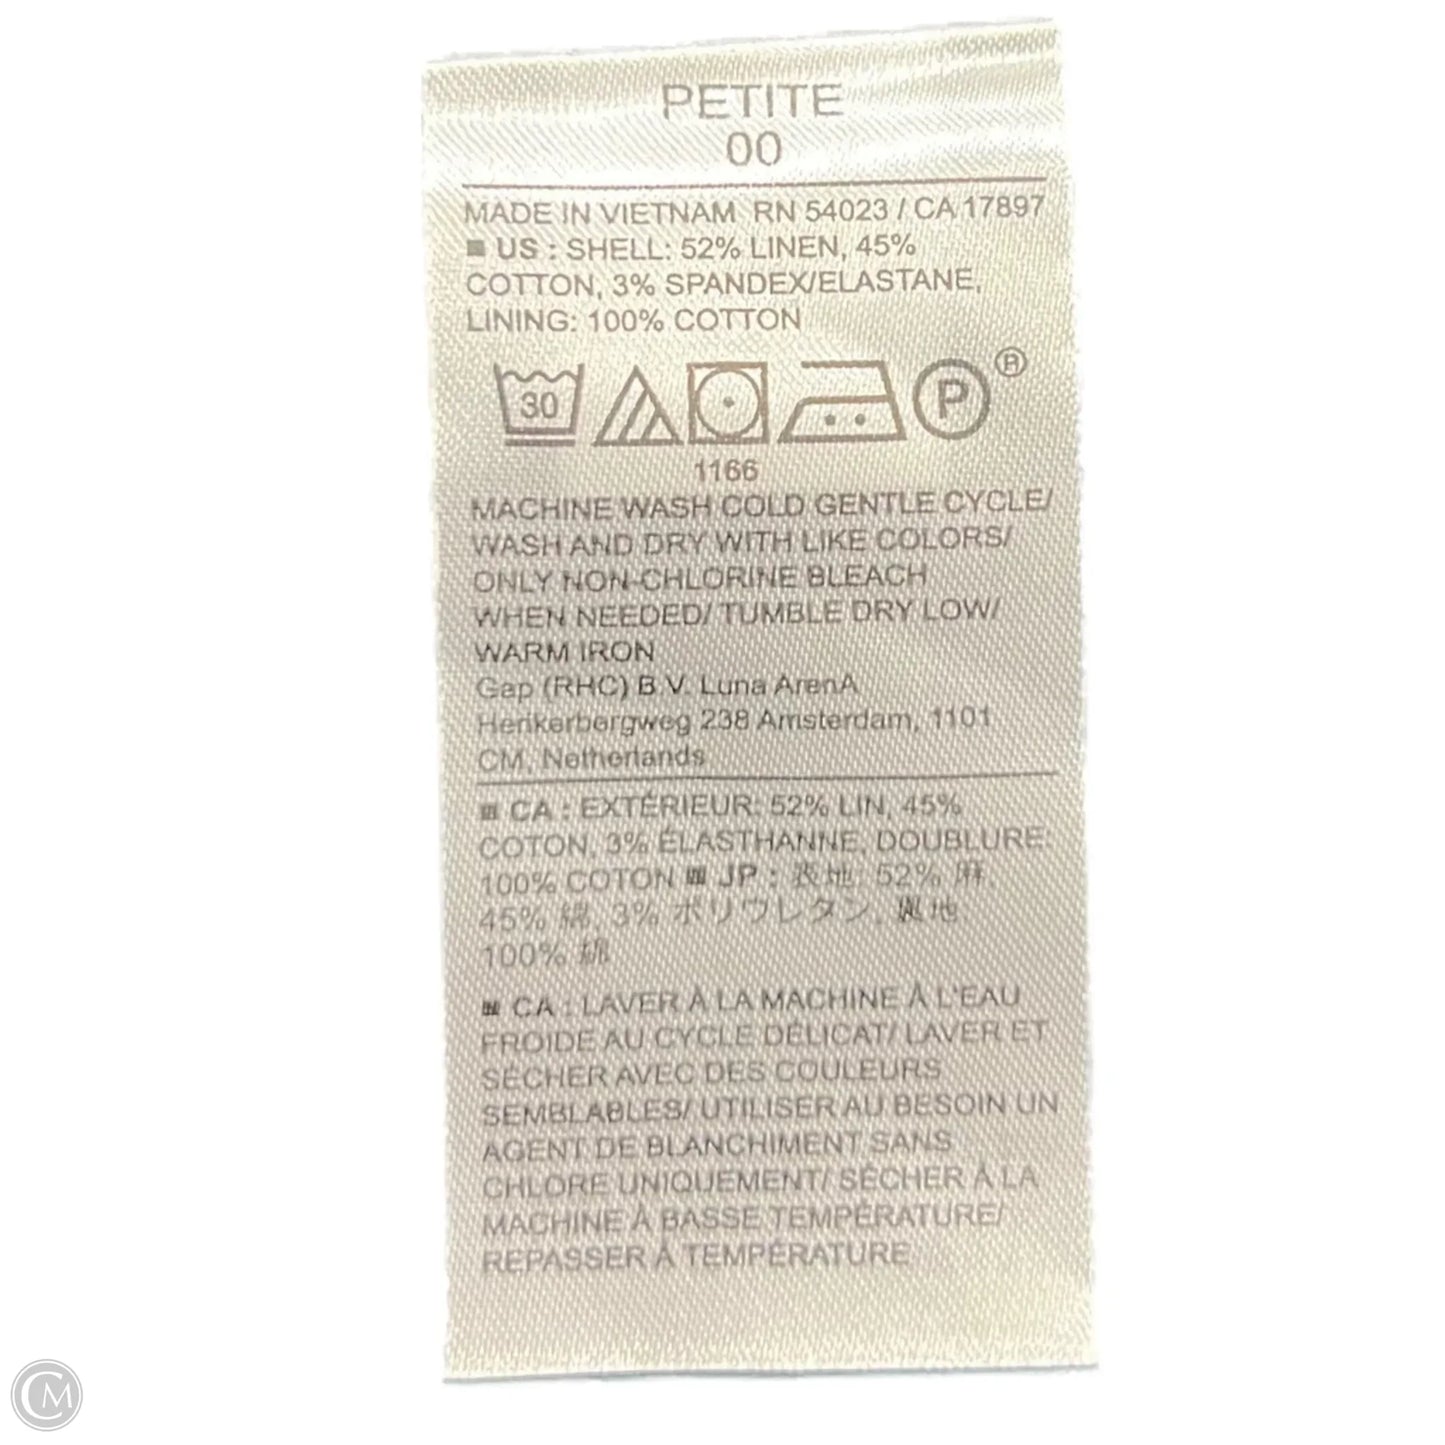 PETITE
00
MADE IN VIETNAM RN 54023 / CA 17897
US : SHELL: 52% LINEN, 45%
COTTON, 3% SPANDEX/ELASTANE,
LINING: 100% COTTON
30 P ®
1166
MACHINE WASH COLD GENTLE CYCLE/
WASH AND DRY WITH LIKE COLORS/
ONLY NON-CHLORINE BLEACH
WHEN NEEDED/ TUMBLE DRY LOW/
WARM IRON
Gap (RHC) B.V. Luna ArenA
Herikerbergweg 238 Amsterdam, 1101
CM, Netherlands
CA : EXTÉRIEUR: 52% LIN, 45%
COTON, 3% ÉLASTHANNE, DOUBLURE:
100% COTON JP : 表地: 52% 麻,
45% 綿, 3% ポリウレタン, 裏地:
100% 綿
CA : LAVER À LA MACHINE À L'EAU
FROIDE AU CYCLE DÉLICAT/ LAVER ET
SÉCHER AVEC DES COULEURS
SEMBLABLES/ UTILISER AU BESOIN UN
AGENT DE BLANCHIMENT SANS
CHLORE UNIQUEMENT/ SÉCHER À LA
MACHINE À BASSE TEMPÉRATURE/
REPASSER À TEMPÉRATURE
CM